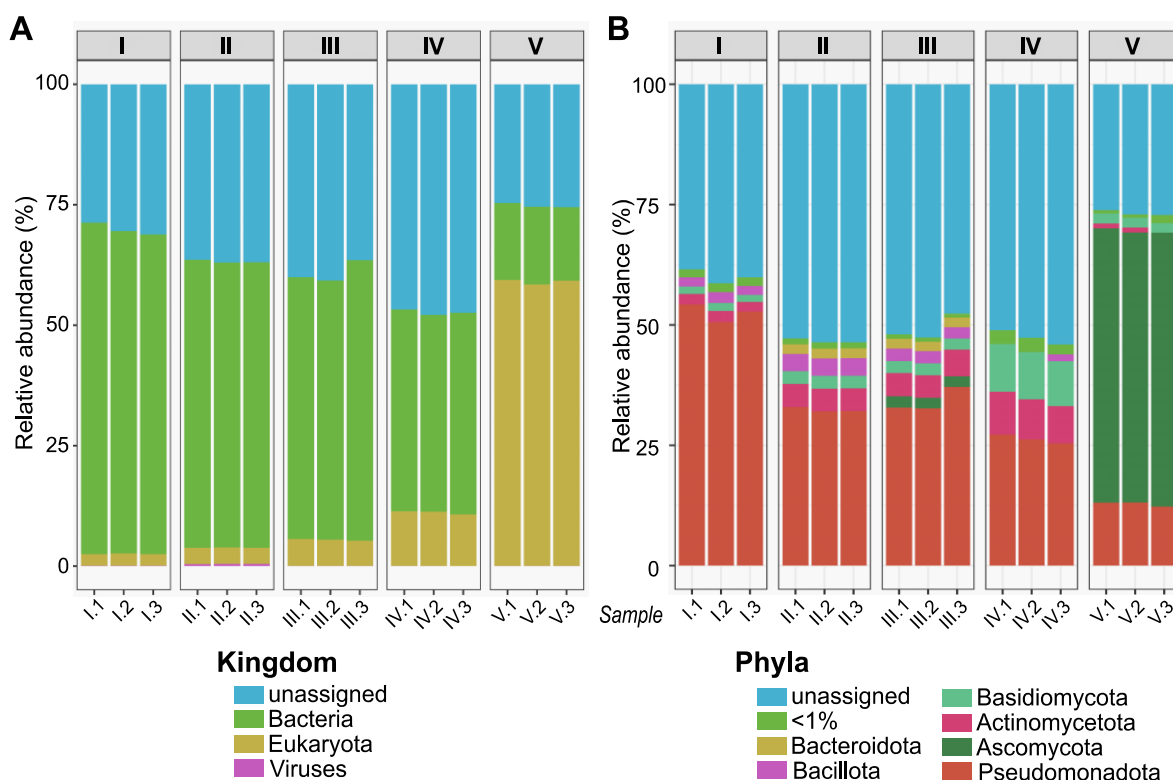 A
B
I II III IV V
I II III IV V
Relative abundance (%)
100
75
50
25
0
Relative abundance (%)
100
75
50
25
0
I.1 I.2 I.3 II.1 II.2 II.3 III.1 III.2 III.3 IV.1 IV.2 IV.3 V.1 V.2 V.3
Sample
I.1 I.2 I.3 II.1 II.2 II.3 III.1 III.2 III.3 IV.1 IV.2 IV.3 V.1 V.2 V.3
Kingdom
unassigned
Bacteria
Eukaryota
Viruses
Phyla
unassigned
<1%
Bacteroidota
Bacillota
Basidiomycota
Actinomycetota
Ascomycota
Pseudomonadota